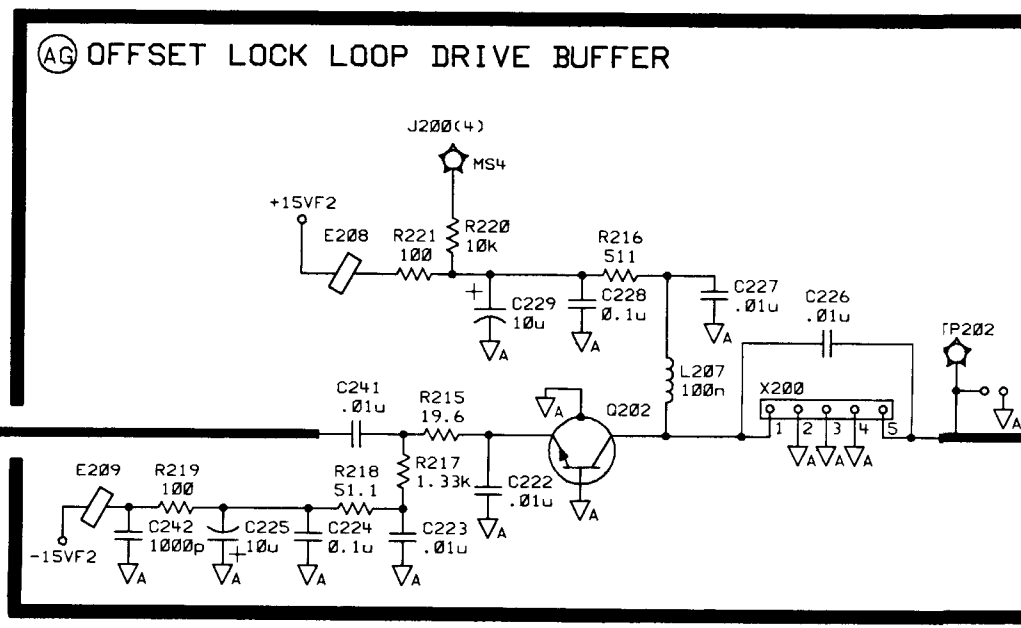 AG OFFSET LOCK LOOP DRIVE BUFFER
J200(4)
MS4
+15VF2
E208
R221
100
R220
10k
R216
511
+
C229
10u
A
C228
0.1u
A
C227
.01u
A
C226
.01u
TP202
A
L207
100n
X200
1 2 3 4 5
A A A
C241
.01u
R215
19.6
A
Q202
A
R217
1.33k
C222
.01u
A
E209
R219
100
R218
51.1
-15VF2
C242
1000p
A
C225
10u
+
A
C224
0.1u
A
C223
.01u
A